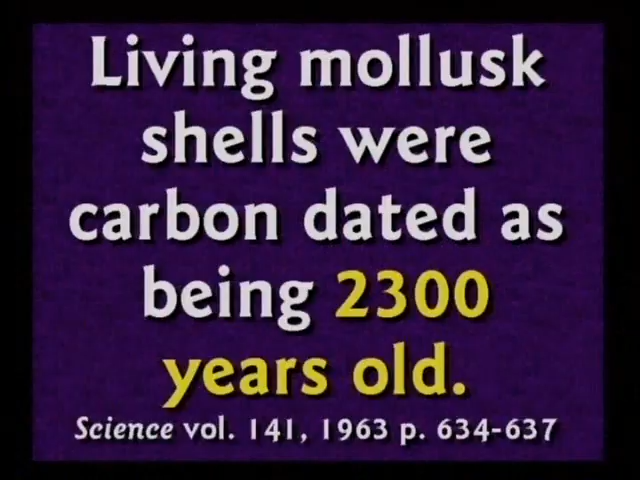 Living mollusk
shells were
carbon dated as
being 2300
years old.
Science vol. 141, 1963 p. 634-637